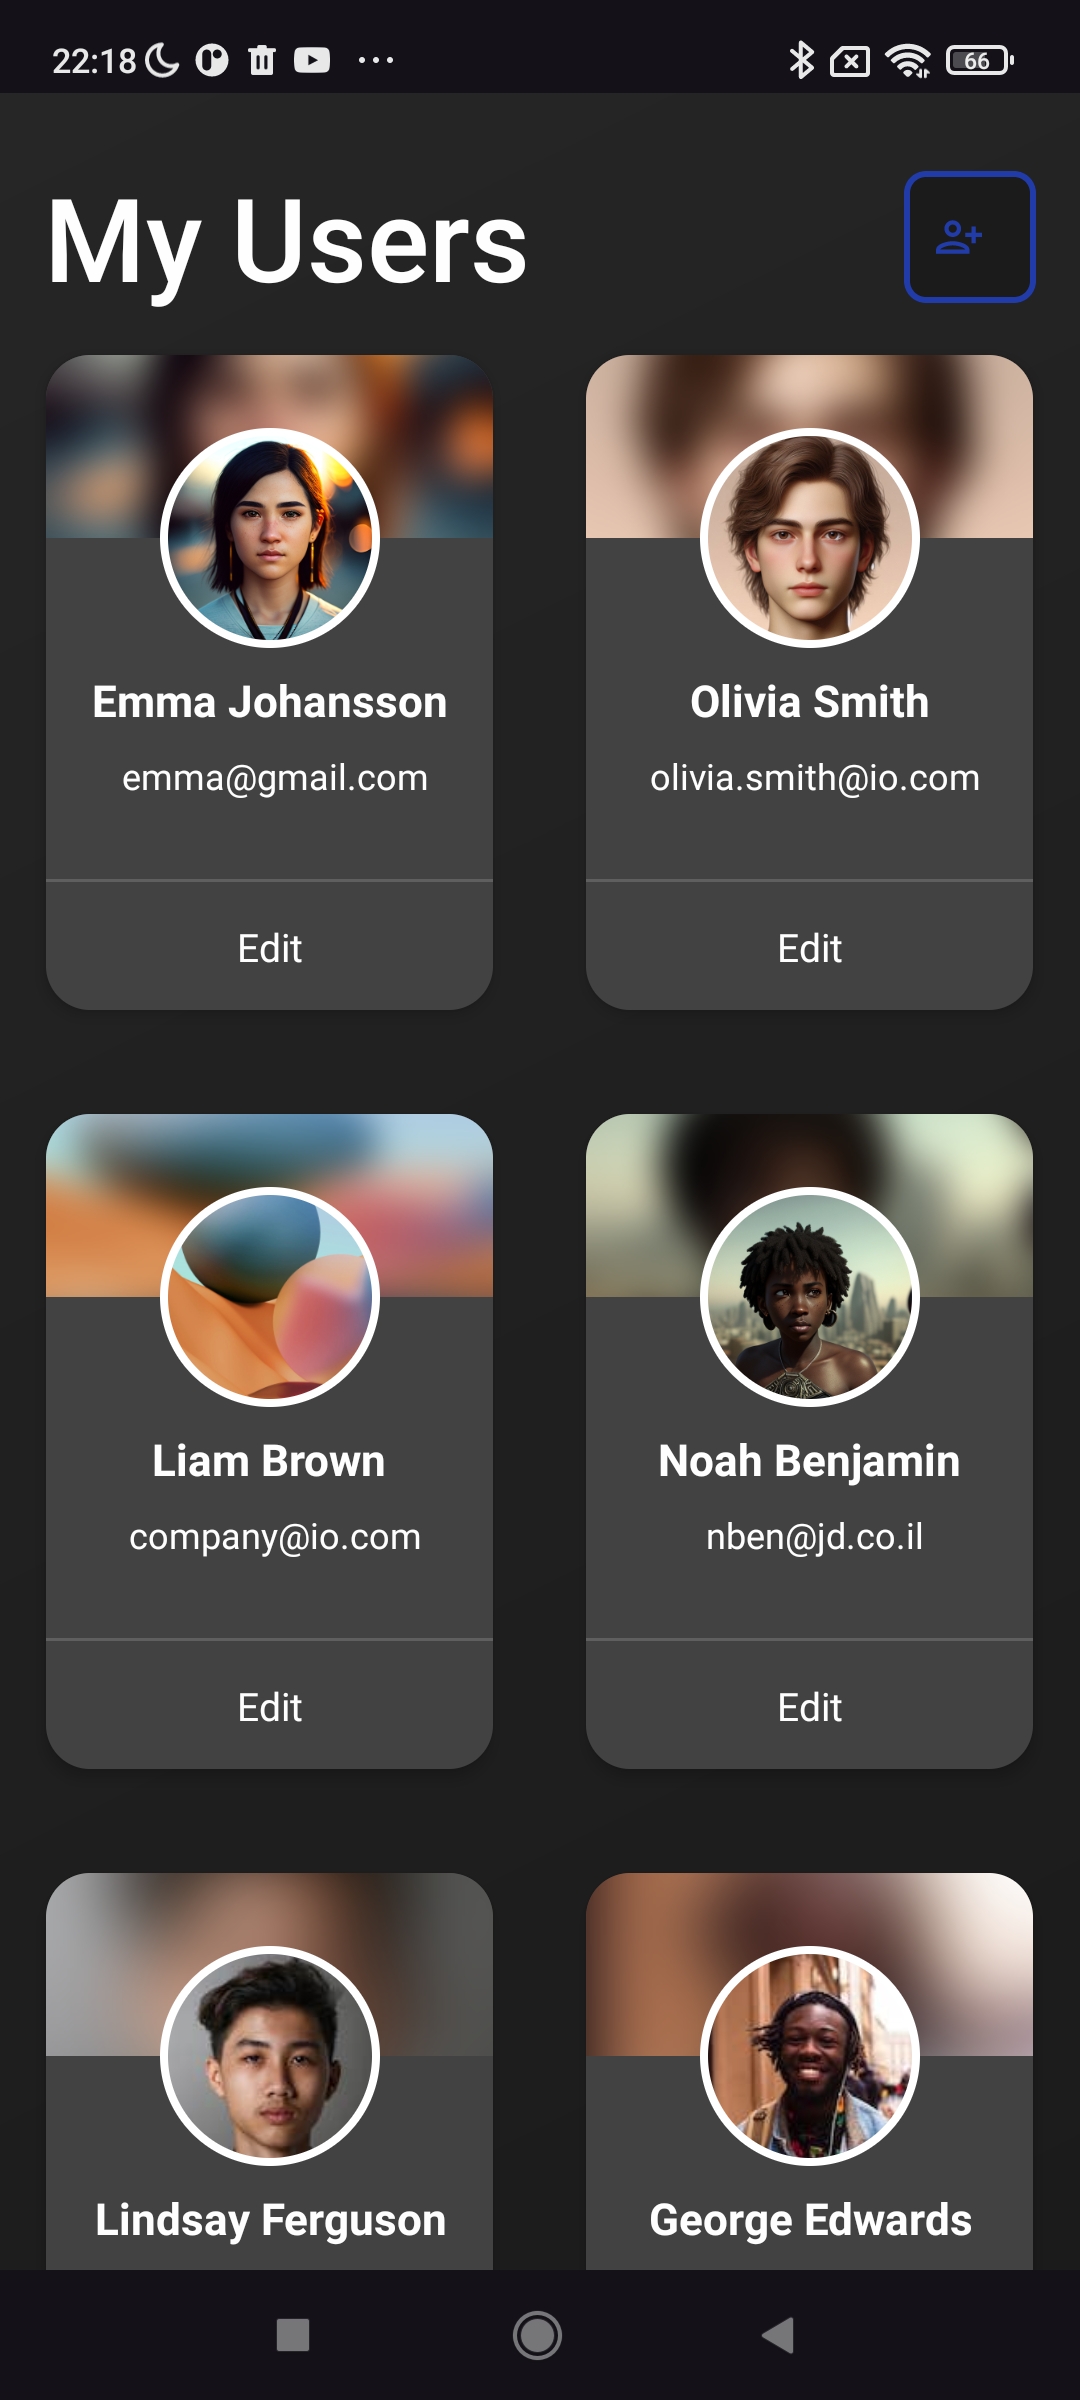 22:18
66
My Users
Emma Johansson
emma@gmail.com
Edit
Olivia Smith
olivia.smith@io.com
Edit
Liam Brown
company@io.com
Edit
Noah Benjamin
nben@jd.co.il
Edit
Lindsay Ferguson
George Edwards